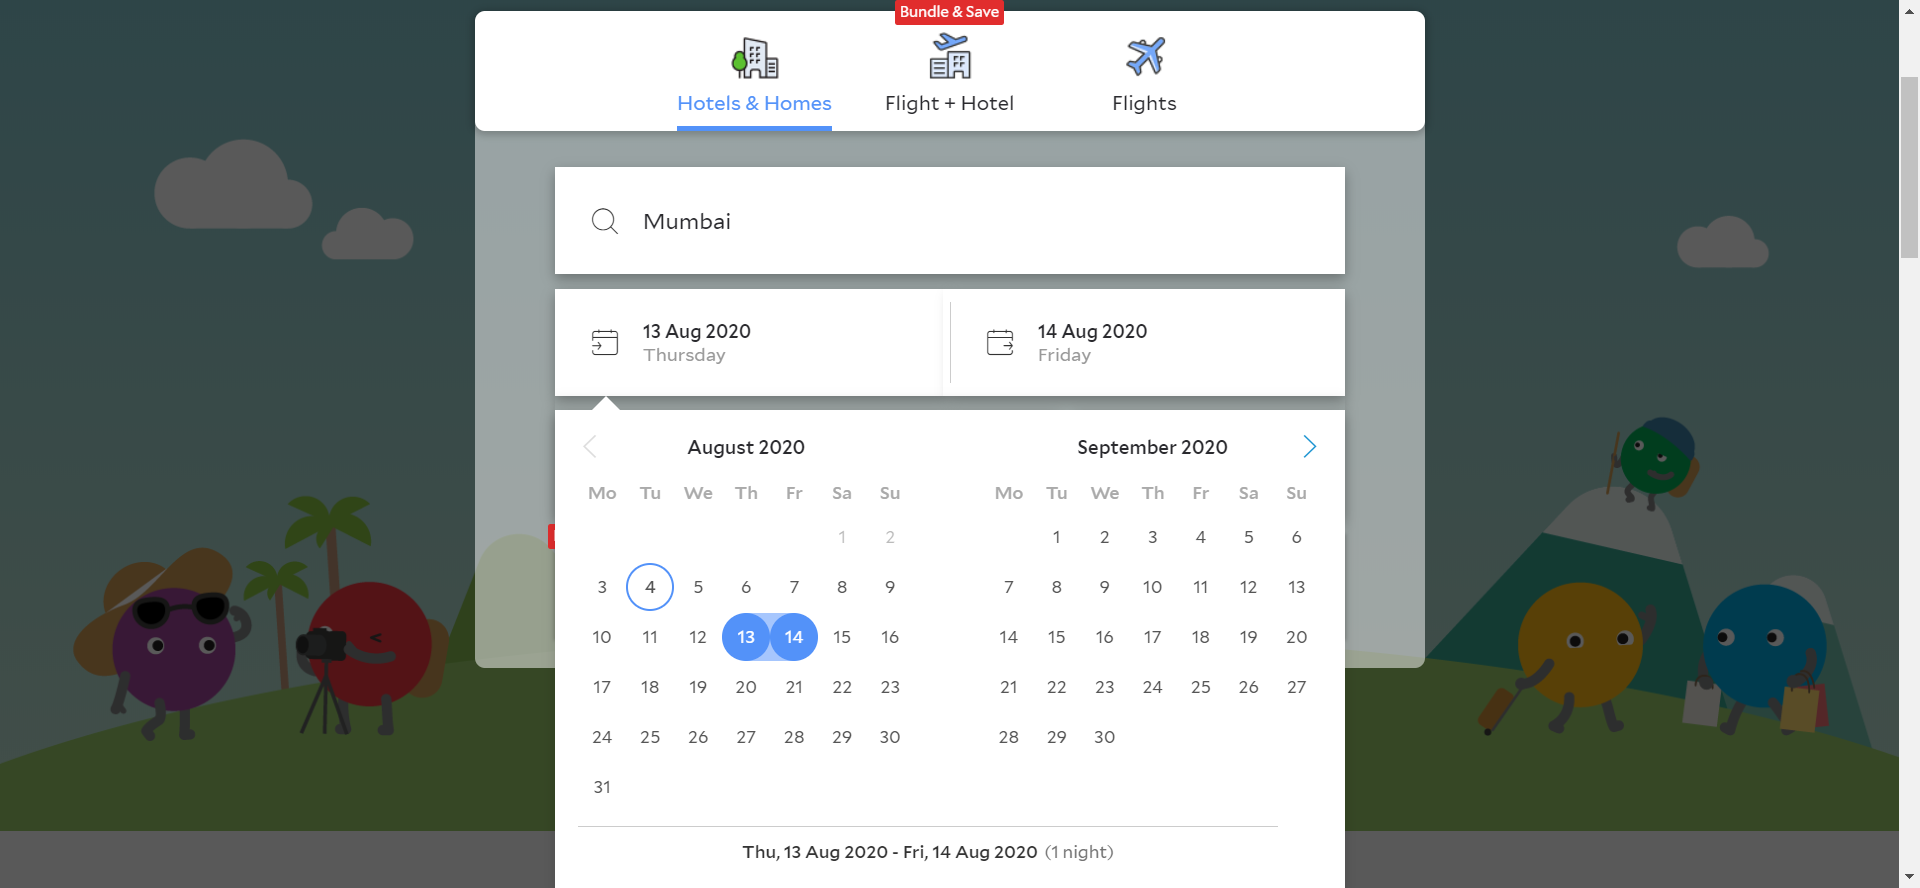 Bundle & Save
Hotels & Homes
Flight + Hotel
Flights
Mumbai
13 Aug 2020
Thursday
14 Aug 2020
Friday
August 2020
Mo Tu We Th Fr Sa Su
1 2
3 4 5 6 7 8 9
10 11 12 13 14 15 16
17 18 19 20 21 22 23
24 25 26 27 28 29 30
31
September 2020
Mo Tu We Th Fr Sa Su
1 2 3 4 5 6
7 8 9 10 11 12 13
14 15 16 17 18 19 20
21 22 23 24 25 26 27
28 29 30
Thu, 13 Aug 2020 - Fri, 14 Aug 2020 (1 night)